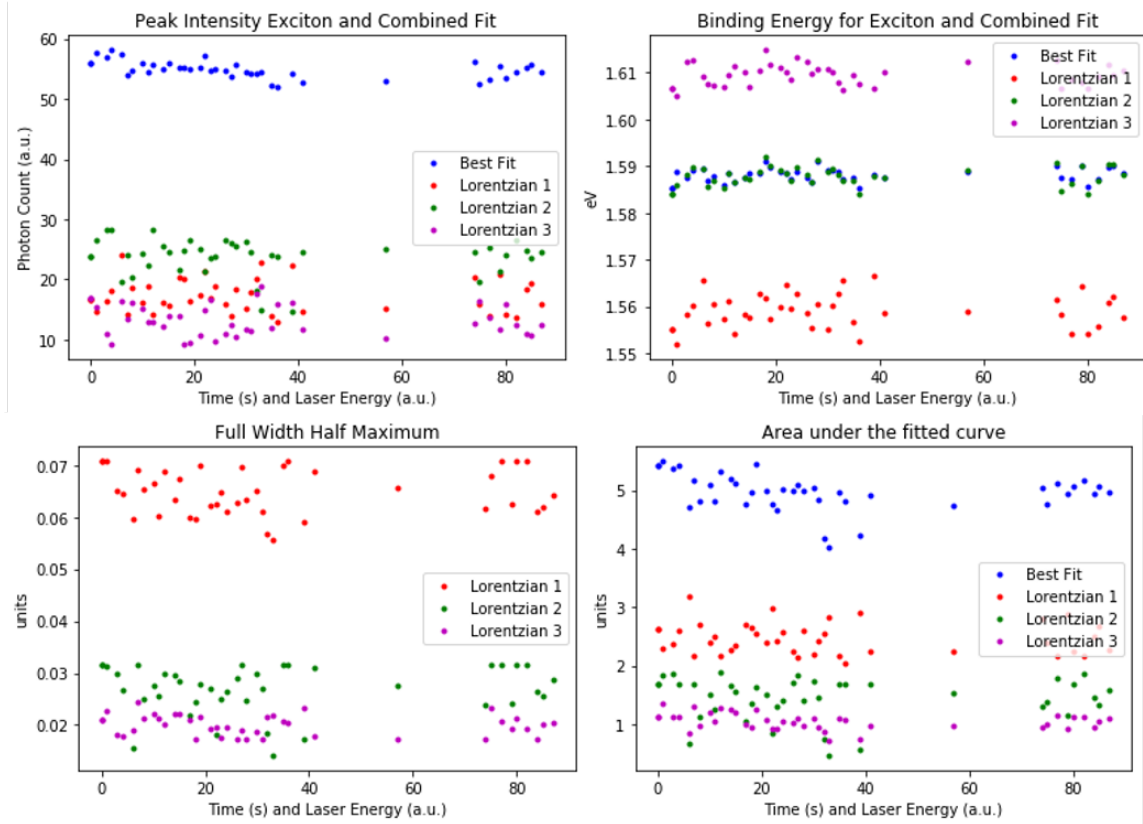 Peak Intensity Exciton and Combined Fit
60
50
40
30
20
10
Photon Count (a.u.)
Best Fit
Lorentzian 1
Lorentzian 2
Lorentzian 3
0 20 40 60 80
Time (s) and Laser Energy (a.u.)
Binding Energy for Exciton and Combined Fit
1.61
1.60
1.59
1.58
1.57
1.56
1.55
eV
Best Fit
Lorentzian 1
Lorentzian 2
Lorentzian 3
0 20 40 60 80
Time (s) and Laser Energy (a.u.)
Full Width Half Maximum
0.07
0.06
0.05
0.04
0.03
0.02
units
Lorentzian 1
Lorentzian 2
Lorentzian 3
0 20 40 60 80
Time (s) and Laser Energy (a.u.)
Area under the fitted curve
5
4
3
2
1
units
Best Fit
Lorentzian 1
Lorentzian 2
Lorentzian 3
0 20 40 60 80
Time (s) and Laser Energy (a.u.)